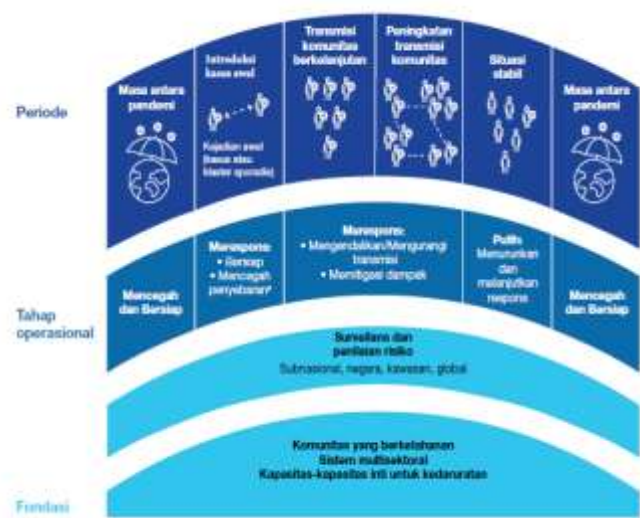 Periode
Masa antara
pandemi
Introduksi
kasus awal
Kejadian awal
(kasus atau
klaster sporadis)
Transmisi
komunitas
berkelanjutan
Peningkatan
transmisi
komunitas
Situasi
stabil
Masa antara
pandemi
Tahap
operasional
Mencegah
dan Bersiap
Merespons:
• Bersiap
• Mencegah
penyebaran*
Merespons:
• Mengendalikan/Mengurangi
transmisi
• Memitigasi dampak
Pulih:
Menurunkan
dan
melanjutkan
respons
Mencegah
dan Bersiap
Surveilans dan
penilaian risiko
Subnasional, negara, kawasan, global
Fondasi
Komunitas yang berketahanan
Sistem multisektoral
Kapasitas-kapasitas inti untuk kedaruratan